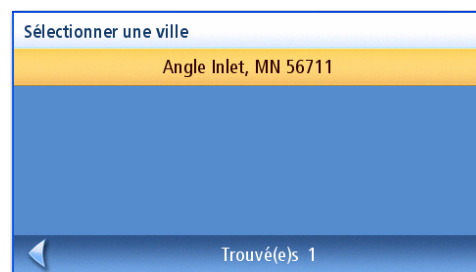 Sélectionner une ville
Angle Inlet, MN 56711
Trouvé(e)s 1